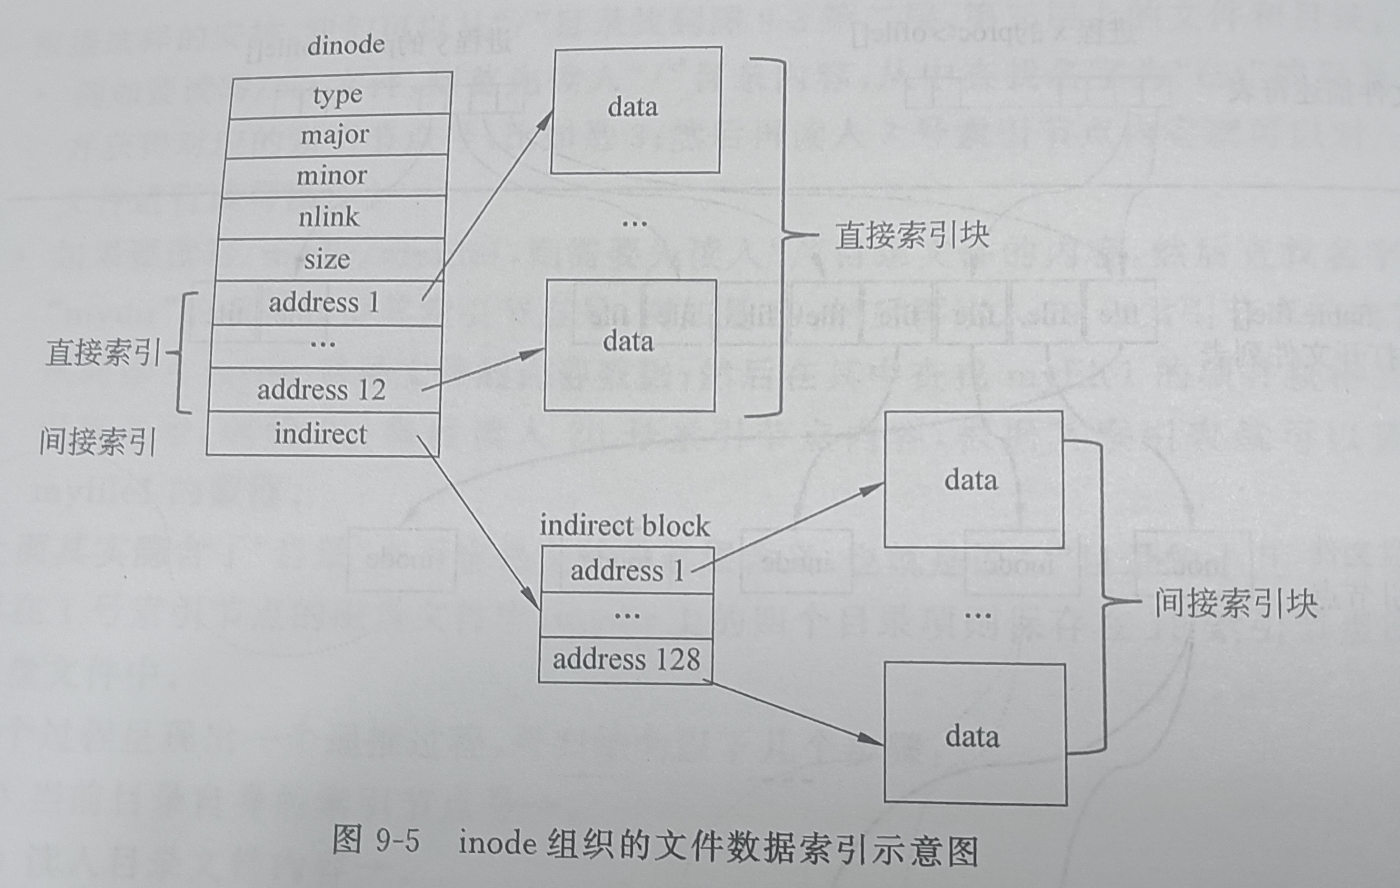 dinode
type
major
minor
nlink
size
address 1
...
address 12
indirect
直接索引
间接索引
data
...
data
直接索引块
indirect block
address 1
...
address 128
data
...
data
间接索引块
图 9-5 inode 组织的文件数据索引示意图